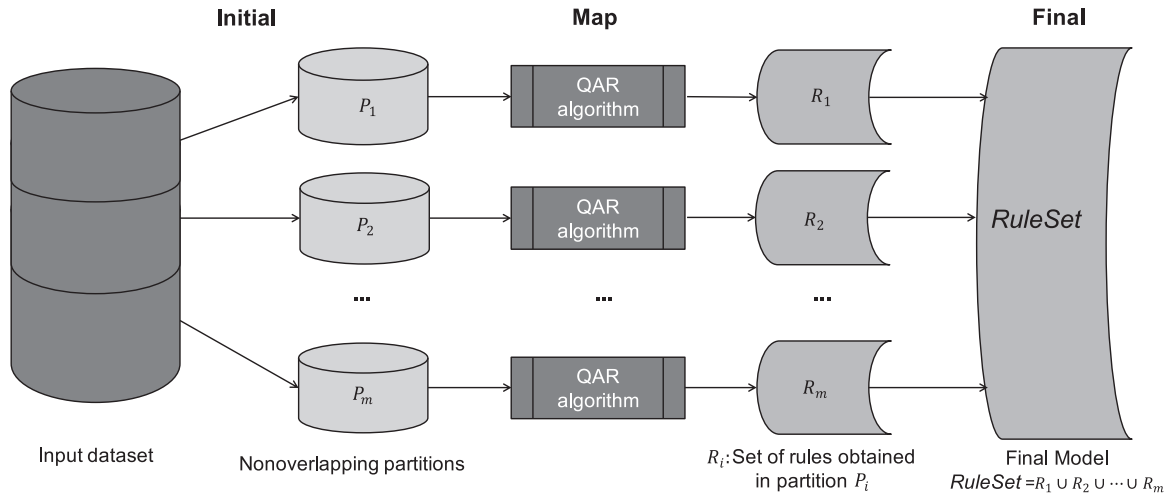 Initial Map Final
P₁ QAR algorithm R₁
P₂ QAR algorithm R₂ RuleSet
... ... ...
Pₘ QAR algorithm Rₘ
Input dataset
Nonoverlapping partitions
Rᵢ:Set of rules obtained
in partition Pᵢ
Final Model
RuleSet =R₁ ∪ R₂ ∪ ⋯ ∪ Rₘ